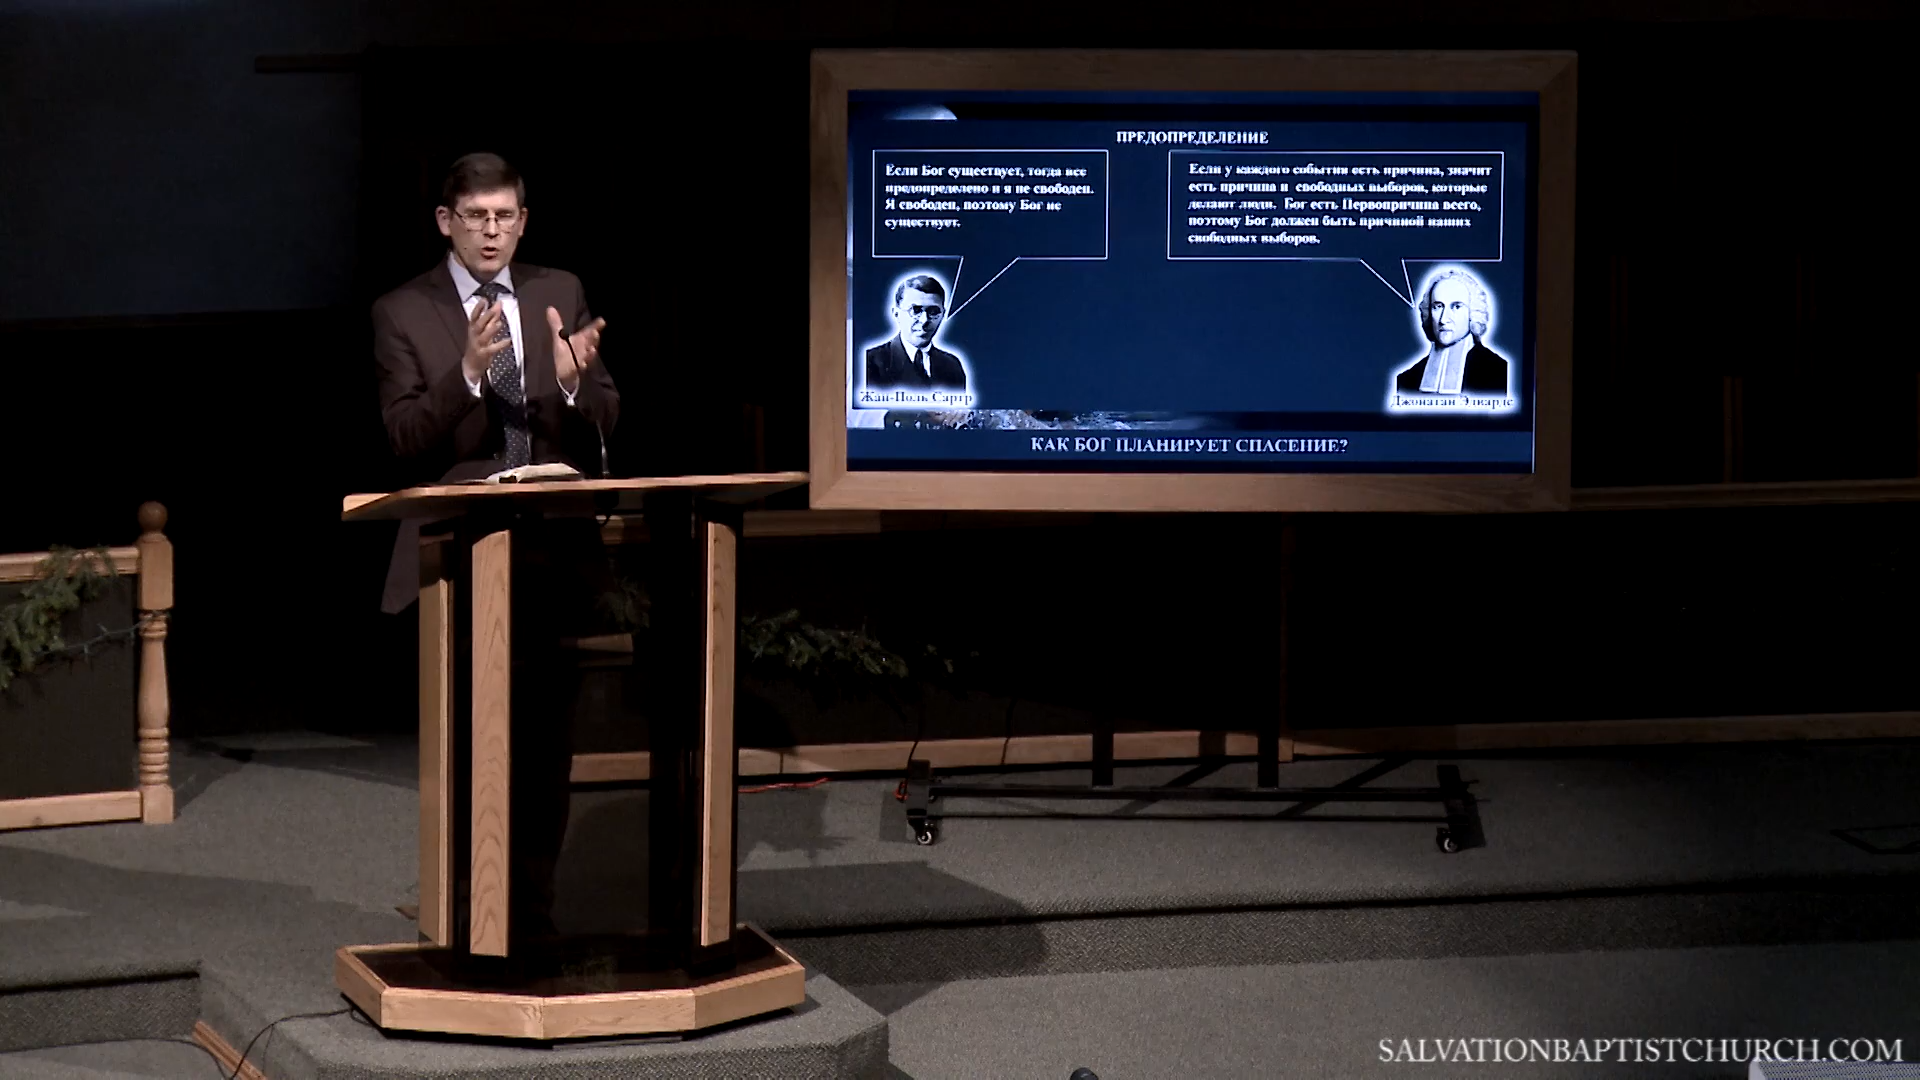 ПРЕДОПРЕДЕЛЕНИЕ
Если Бог существует, тогда все
предопределено и я не свободен.
Я свободен, поэтому Бог не
существует.
Если у каждого события есть причина, значит
есть причина и свободных выборов, которые
делают люди. Бог есть Первопричина всего,
поэтому Бог должен быть причиной наших
свободных выборов.
Жан-Поль Сартр
Джонатан Эдвардс
КАК БОГ ПЛАНИРУЕТ СПАСЕНИЕ?
SALVATIONBAPTISTCHURCH.COM